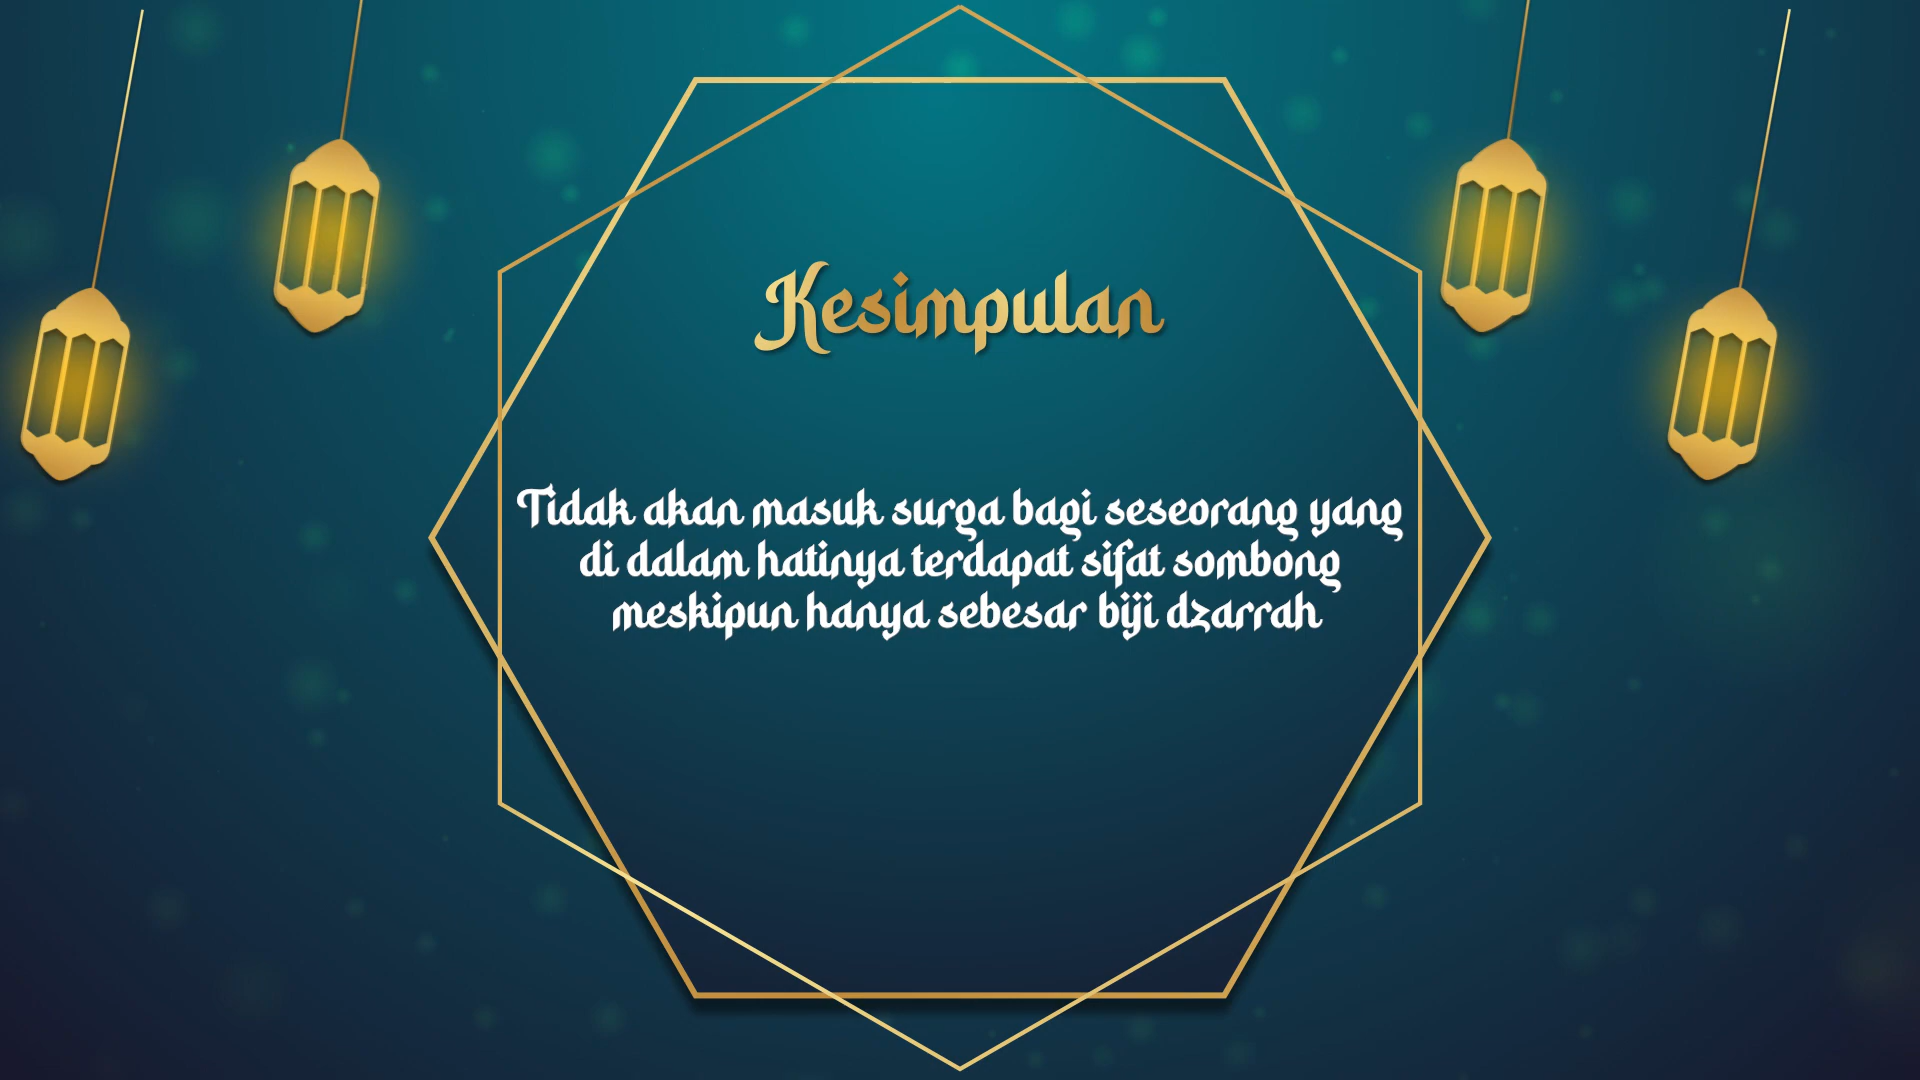 Kesimpulan
Tidak akan masuk surga bagi seseorang yang
di dalam hatinya terdapat sifat sombong
meskipun hanya sebesar biji dzarrah